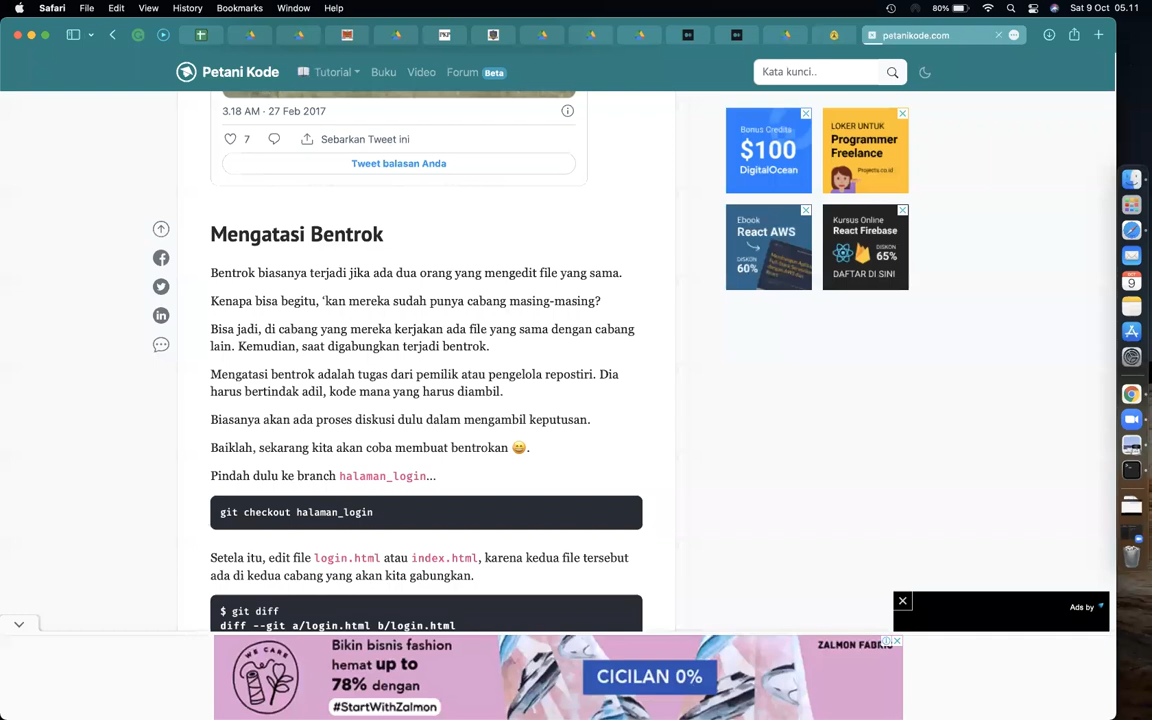 Safari File Edit View History Bookmarks Window Help 80% Sat 9 Oct 05.11
petanikode.com
Petani Kode Tutorial Buku Video Forum Beta Kata kunci..
3.18 AM · 27 Feb 2017
7 Sebarkan Tweet ini
Tweet balasan Anda
Mengatasi Bentrok
Bentrok biasanya terjadi jika ada dua orang yang mengedit file yang sama.
Kenapa bisa begitu, ‘kan mereka sudah punya cabang masing-masing?
Bisa jadi, di cabang yang mereka kerjakan ada file yang sama dengan cabang
lain. Kemudian, saat digabungkan terjadi bentrok.
Mengatasi bentrok adalah tugas dari pemilik atau pengelola repostiri. Dia
harus bertindak adil, kode mana yang harus diambil.
Biasanya akan ada proses diskusi dulu dalam mengambil keputusan.
Baiklah, sekarang kita akan coba membuat bentrokan 😄.
Pindah dulu ke branch halaman_login…
git checkout halaman_login
Setela itu, edit file login.html atau index.html, karena kedua file tersebut
ada di kedua cabang yang akan kita gabungkan.
$ git diff
diff --git a/login.html b/login.html
Bonus Credits
$100
DigitalOcean
LOKER UNTUK
Programmer
Freelance
Projects.co.id
Ebook
React AWS
DISKON
60%
Kursus Online
React Firebase
DISKON
65%
DAFTAR DI SINI
OCT
9
Ads by
WE CARE
Bikin bisnis fashion
hemat up to
78% dengan
#StartWithZalmon
CICILAN 0%
ZALMON FABRIC